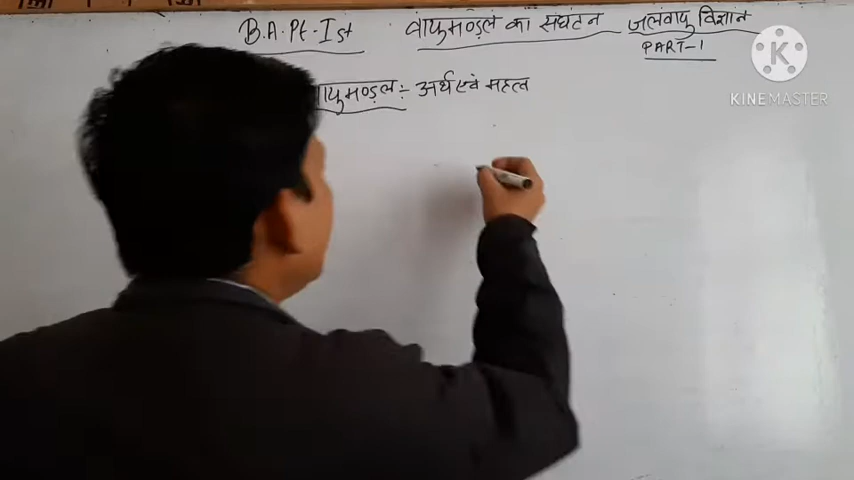 B.A. Pt. Ist वायुमण्डल का संघटन जलवायु विज्ञान
PART-1
वायुमण्डल :- अर्थ एवं महत्व
KINEMASTER